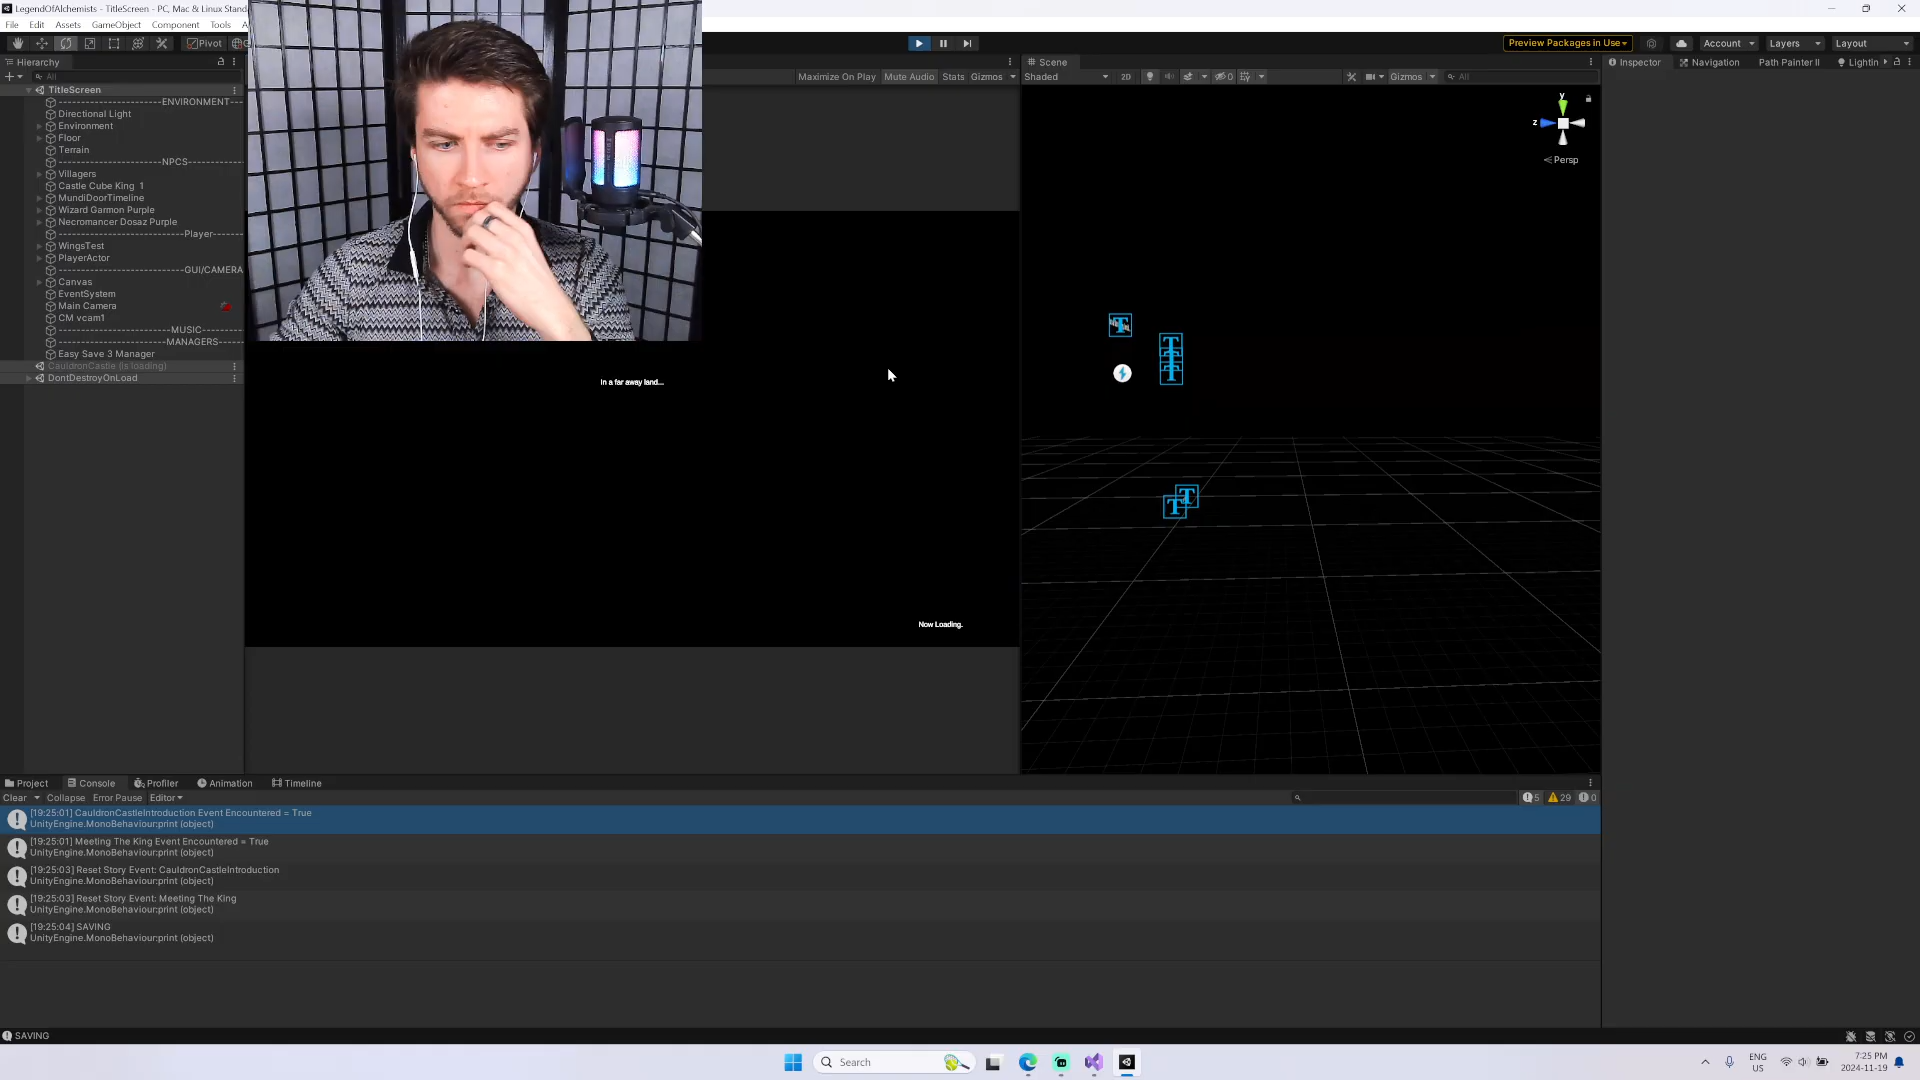 LegendOfAlchemists - TitleScreen - PC, Mac & Linux Stand
File Edit Assets GameObject Component Tools
Pivot
Preview Packages in Use
Account
Layers
Layout
Hierarchy
All
TitleScreen
---------------------ENVIRONMENT---
Directional Light
Environment
Floor
Terrain
---------------------NPCS-----------
Villagers
Castle Cube King 1
MundiDoorTimeline
Wizard Garmon Purple
Necromancer Dosaz Purple
-------------------------Player------
WingsTest
PlayerActor
-------------------------GUI/CAMERA
Canvas
EventSystem
Main Camera
CM vcam1
-----------------------MUSIC--------
----------------------MANAGERS-----
Easy Save 3 Manager
CauldronCastle (is loading)
DontDestroyOnLoad
Maximize On Play Mute Audio Stats Gizmos
In a far away land...
Now Loading.
Scene
Shaded
2D
0
Gizmos
All
y
z
Persp
T
T
T
T
T
T
Inspector Navigation Path Painter II Lightin
Project Console Profiler Animation Timeline
Clear Collapse Error Pause Editor
5 29 0
[19:25:01] CauldronCastleIntroduction Event Encountered = True
UnityEngine.MonoBehaviour:print (object)
[19:25:01] Meeting The King Event Encountered = True
UnityEngine.MonoBehaviour:print (object)
[19:25:03] Reset Story Event: CauldronCastleIntroduction
UnityEngine.MonoBehaviour:print (object)
[19:25:03] Reset Story Event: Meeting The King
UnityEngine.MonoBehaviour:print (object)
[19:25:04] SAVING
UnityEngine.MonoBehaviour:print (object)
SAVING
Search
ENG
US
7:25 PM
2024-11-19